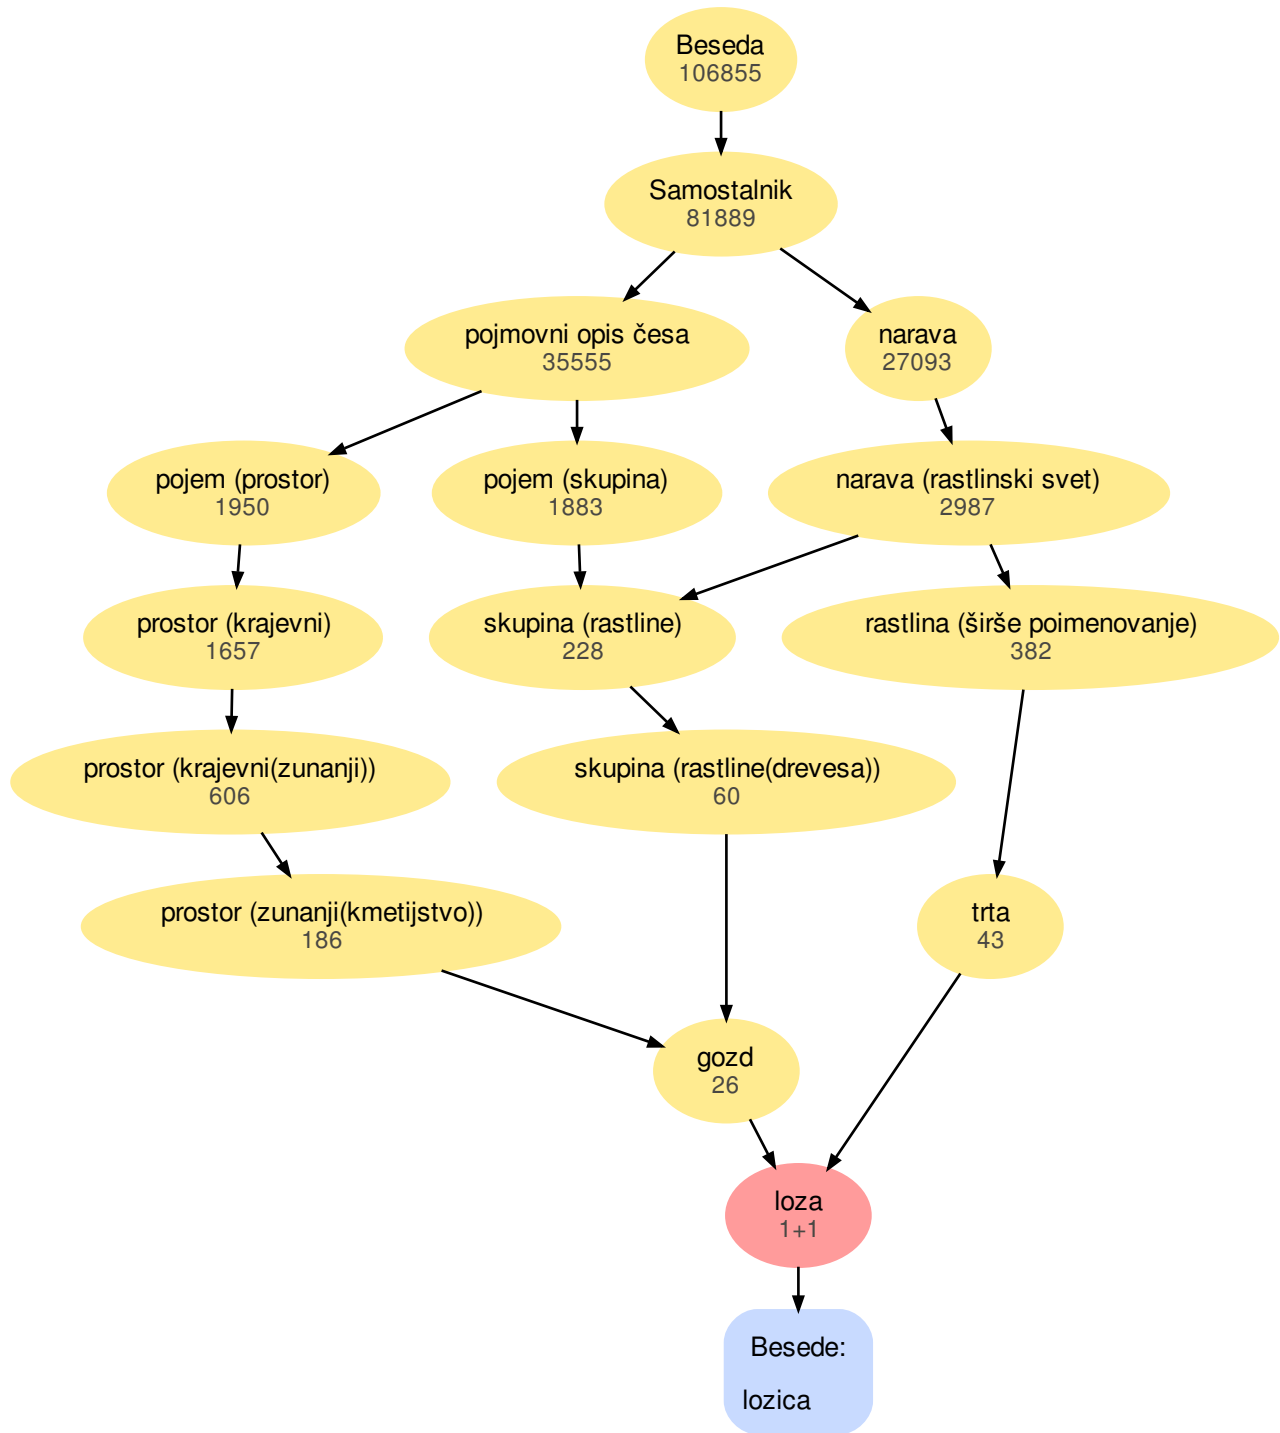 Beseda
106855
Samostalnik
81889
pojmovni opis česa
35555
narava
27093
pojem (prostor)
1950
pojem (skupina)
1883
narava (rastlinski svet)
2987
prostor (krajevni)
1657
skupina (rastline)
228
rastlina (širše poimenovanje)
382
prostor (krajevni(zunanji))
606
skupina (rastline(drevesa))
60
prostor (zunanji(kmetijstvo))
186
trta
43
gozd
26
loza
1+1
Besede:
lozica